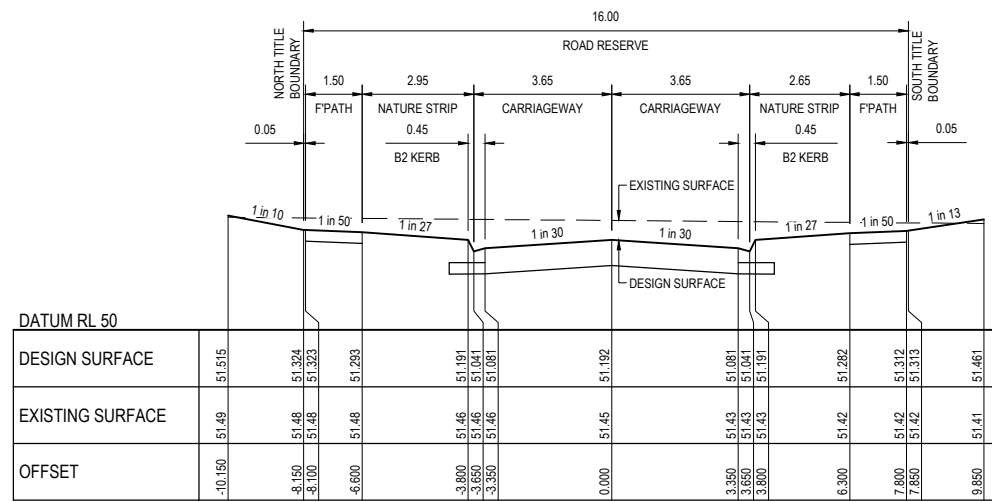 16.00
ROAD RESERVE
NORTH TITLE
BOUNDARY
SOUTH TITLE
BOUNDARY
1.50
2.95
3.65
3.65
2.65
1.50
F'PATH
NATURE STRIP
CARRIAGEWAY
CARRIAGEWAY
NATURE STRIP
F'PATH
0.05
0.45
0.45
0.05
B2 KERB
B2 KERB
EXISTING SURFACE
1 in 10
1 in 50
1 in 27
1 in 30
1 in 30
1 in 27
-1 in 50
1 in 13
DESIGN SURFACE
DATUM RL 50
DESIGN SURFACE 51.515 51.324 51.323 51.293 51.191 51.041 51.081 51.192 51.081 51.041 51.191 51.282 51.312 51.313 51.461
EXISTING SURFACE 51.49 51.48 51.48 51.48 51.46 51.46 51.46 51.45 51.43 51.43 51.43 51.42 51.42 51.42 51.41
OFFSET -10.150 -8.150 -8.100 -6.600 -3.800 -3.650 -3.350 0.000 3.350 3.650 3.800 6.300 7.800 7.850 9.850